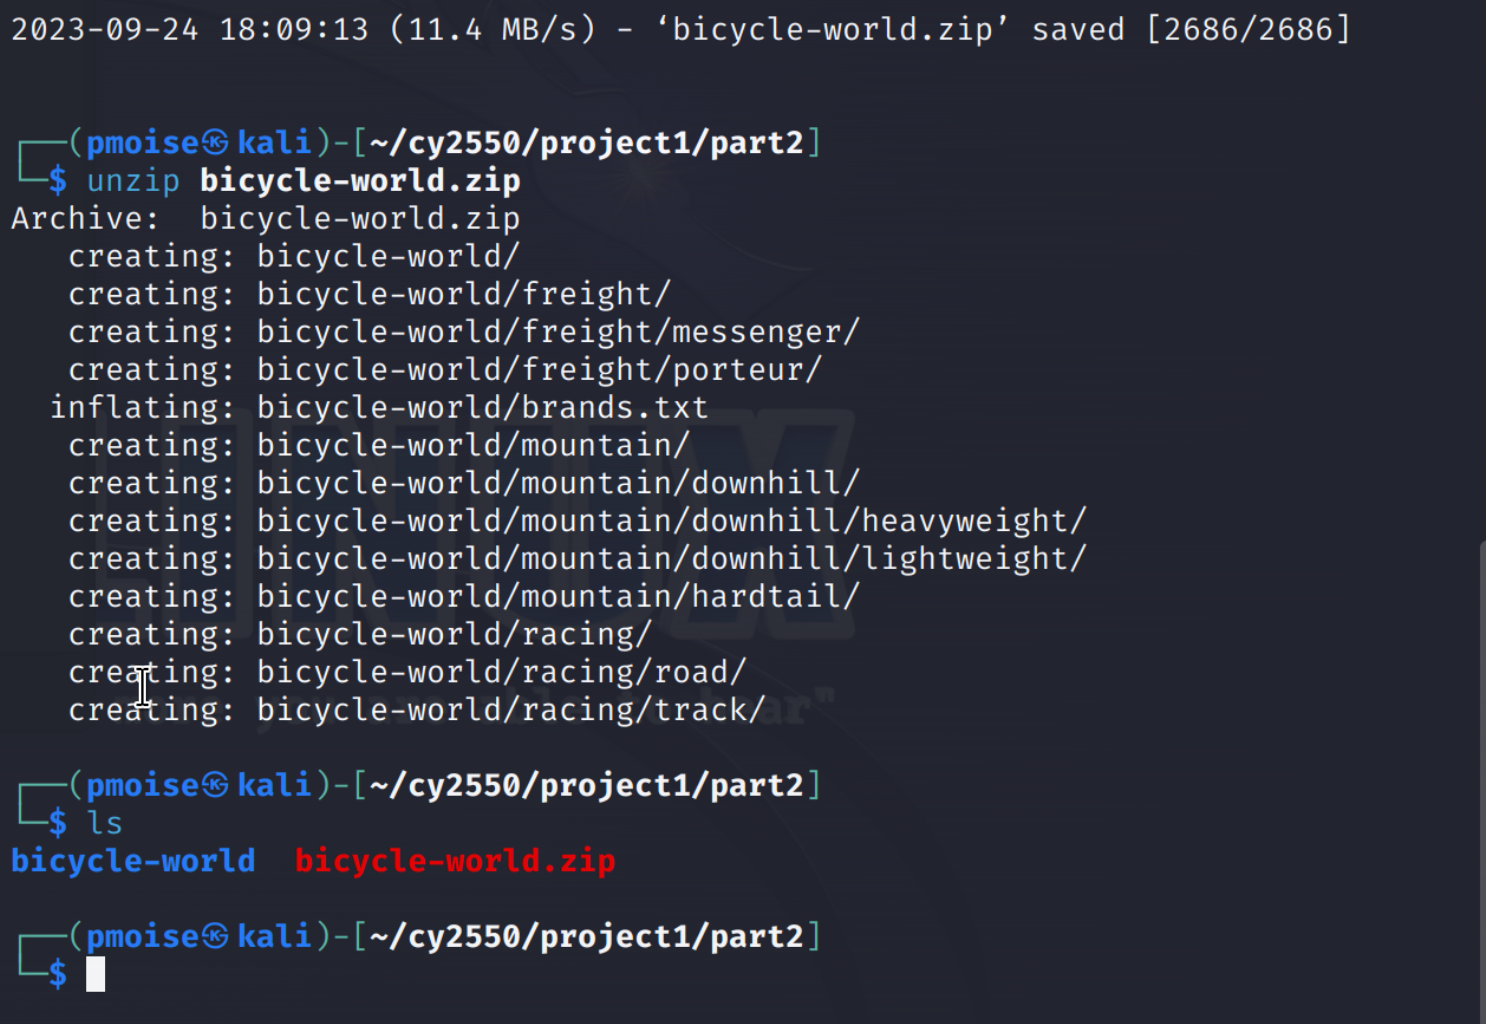 2023-09-24 18:09:13 (11.4 MB/s) - ‘bicycle-world.zip’ saved [2686/2686]
┌──(pmoise㉿kali)-[~/cy2550/project1/part2]
└─$ unzip bicycle-world.zip
Archive:  bicycle-world.zip
   creating: bicycle-world/
   creating: bicycle-world/freight/
   creating: bicycle-world/freight/messenger/
   creating: bicycle-world/freight/porteur/
  inflating: bicycle-world/brands.txt
   creating: bicycle-world/mountain/
   creating: bicycle-world/mountain/downhill/
   creating: bicycle-world/mountain/downhill/heavyweight/
   creating: bicycle-world/mountain/downhill/lightweight/
   creating: bicycle-world/mountain/hardtail/
   creating: bicycle-world/racing/
   creating: bicycle-world/racing/road/
   creating: bicycle-world/racing/track/
┌──(pmoise㉿kali)-[~/cy2550/project1/part2]
└─$ ls
bicycle-world  bicycle-world.zip
┌──(pmoise㉿kali)-[~/cy2550/project1/part2]
└─$